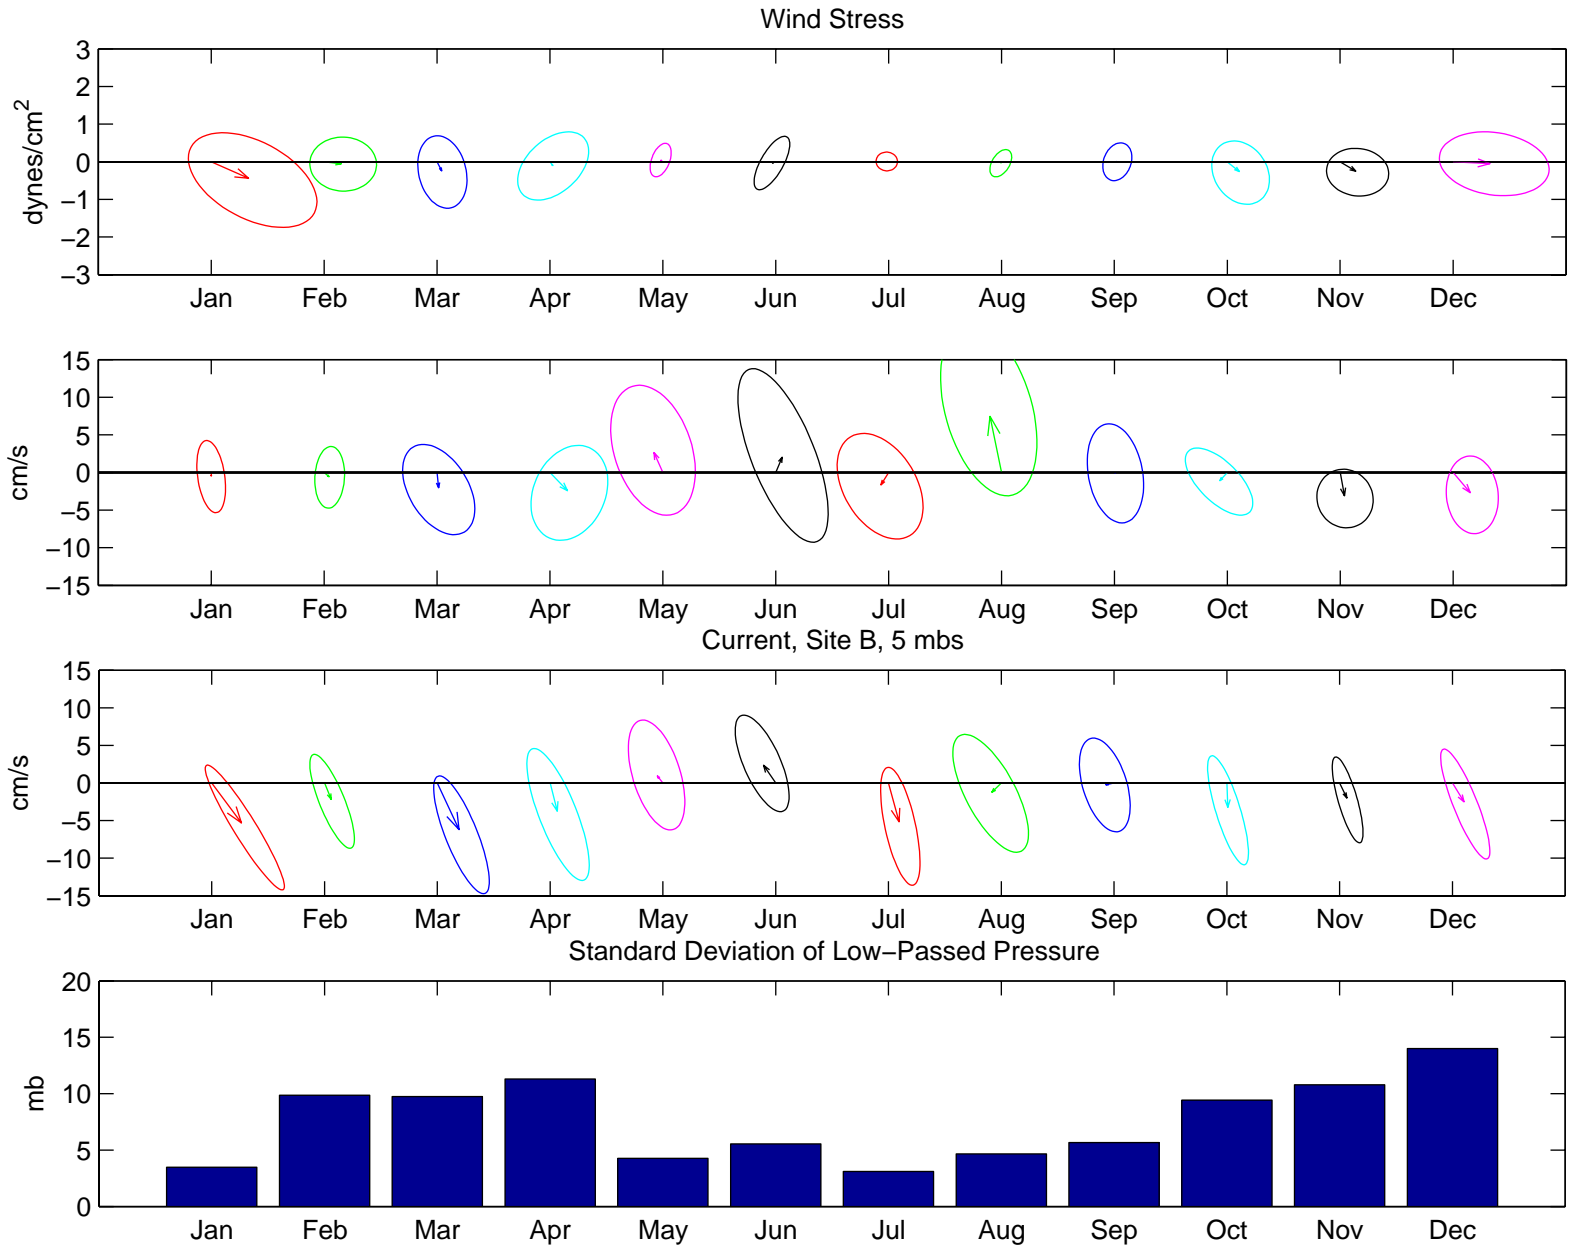 Wind Stress
3
2
1
0
−1
−2
−3
dynes/cm²
Jan Feb Mar Apr May Jun Jul Aug Sep Oct Nov Dec
15
10
5
0
−5
−10
−15
cm/s
Jan Feb Mar Apr May Jun Jul Aug Sep Oct Nov Dec
Current, Site B, 5 mbs
15
10
5
0
−5
−10
−15
cm/s
Jan Feb Mar Apr May Jun Jul Aug Sep Oct Nov Dec
Standard Deviation of Low−Passed Pressure
20
15
10
5
0
mb
Jan Feb Mar Apr May Jun Jul Aug Sep Oct Nov Dec